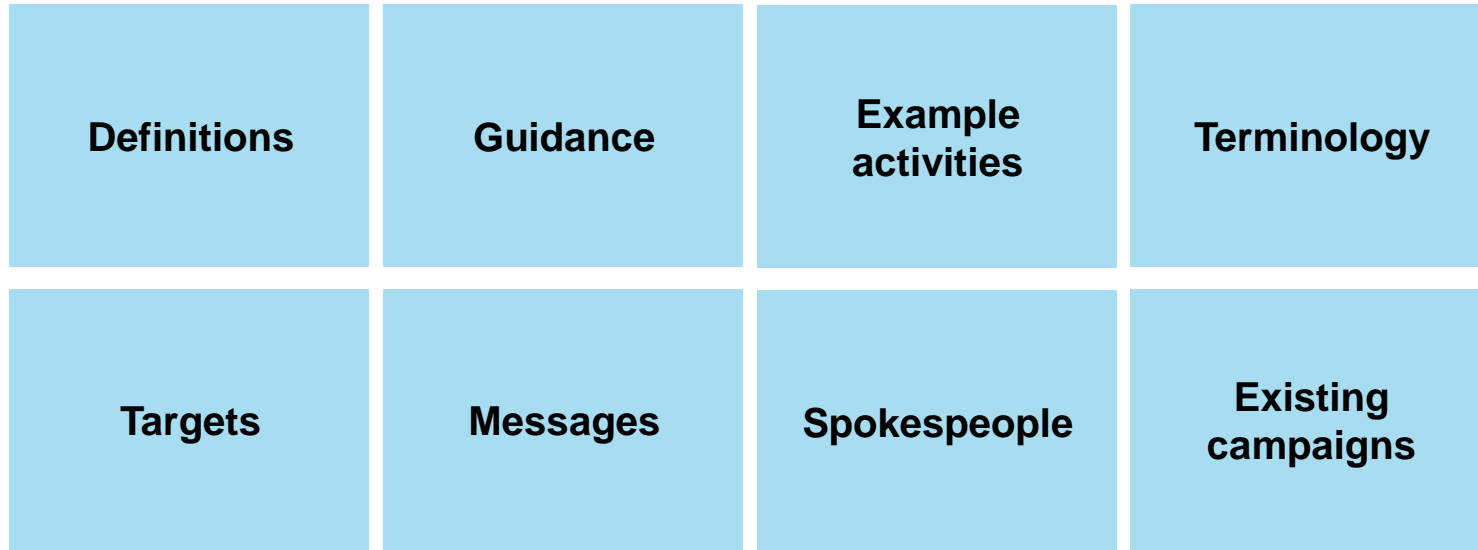 Definitions
Guidance
Example
activities
Terminology
Targets
Messages
Spokespeople
Existing
campaigns